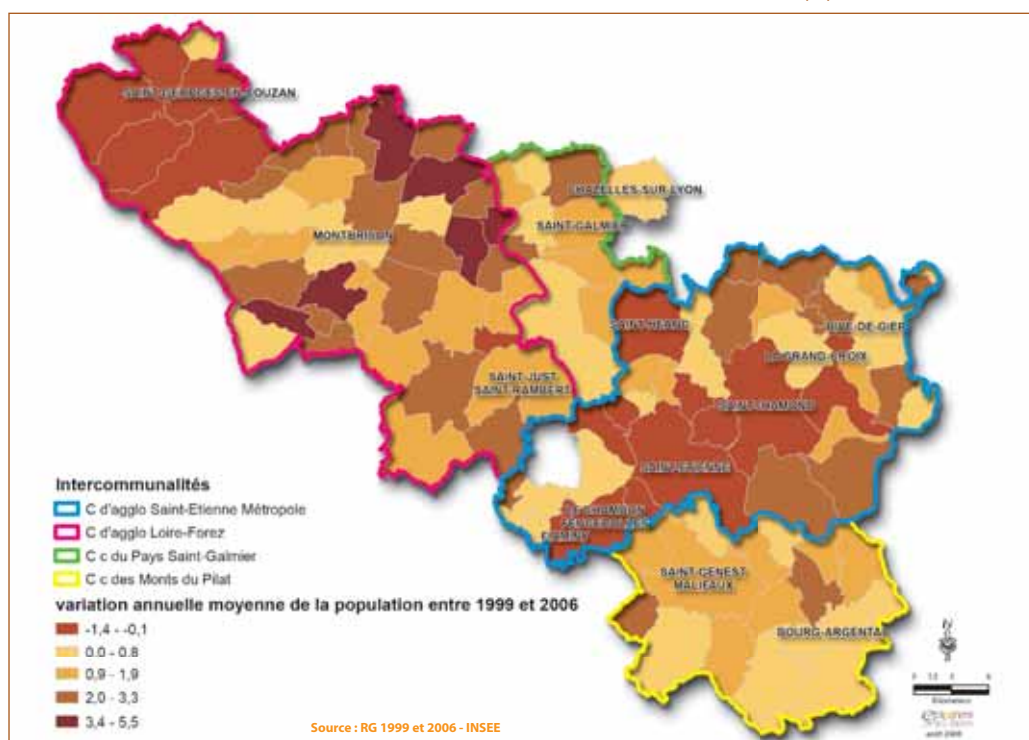 SAINT-GEORGES-EN-COUZAN
CHAZELLES-SUR-LYON
SAINT-GALMIER
MONTBRISON
SAINT-HEAND
RIVE-DE-GIER
LA GRAND-CROIX
SAINT-JUST-
SAINT-RAMBERT
SAINT-CHAMOND
SAINT-ETIENNE
LE CHAMBON-
FEUGEROLLES
FIRMINY
SAINT-GENEST-
MALIFAUX
BOURG-ARGENTAL
Intercommunalités
C d'agglo Saint-Etienne Métropole
C d'agglo Loire-Forez
C c du Pays Saint-Galmier
C c des Monts du Pilat
variation annuelle moyenne de la population entre 1999 et 2006
-1,4 - -0,1
0.0 - 0.8
0,9 - 1,9
2,0 - 3,3
3,4 - 5,5
Source : RG 1999 et 2006 - INSEE
N
Kilomètres